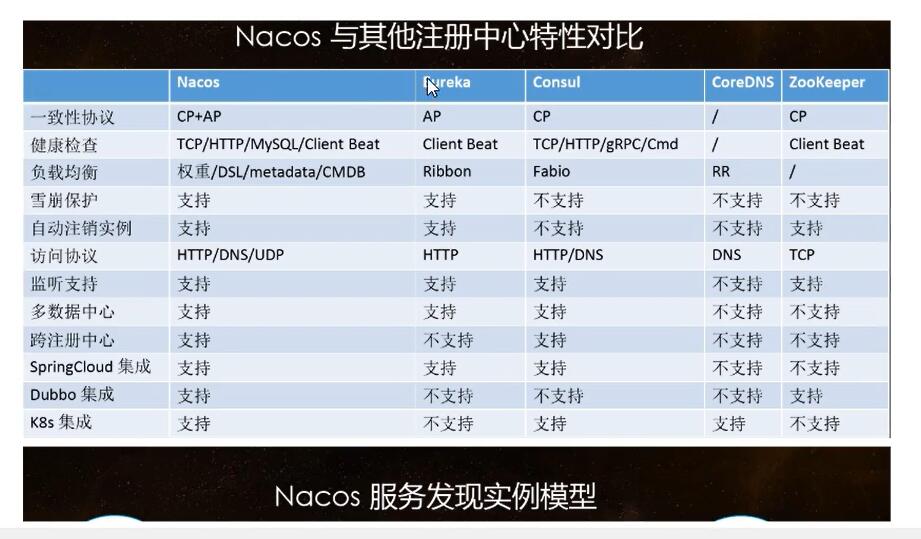 Nacos 与其他注册中心特性对比
Nacos Eureka Consul CoreDNS ZooKeeper
一致性协议 CP+AP AP CP / CP
健康检查 TCP/HTTP/MySQL/Client Beat Client Beat TCP/HTTP/gRPC/Cmd / Client Beat
负载均衡 权重/DSL/metadata/CMDB Ribbon Fabio RR /
雪崩保护 支持 支持 不支持 不支持 不支持
自动注销实例 支持 支持 不支持 不支持 支持
访问协议 HTTP/DNS/UDP HTTP HTTP/DNS DNS TCP
监听支持 支持 支持 支持 不支持 支持
多数据中心 支持 支持 支持 不支持 不支持
跨注册中心 支持 不支持 支持 不支持 不支持
SpringCloud 集成 支持 支持 支持 不支持 不支持
Dubbo 集成 支持 不支持 不支持 不支持 支持
K8s 集成 支持 不支持 支持 支持 不支持
Nacos 服务发现实例模型